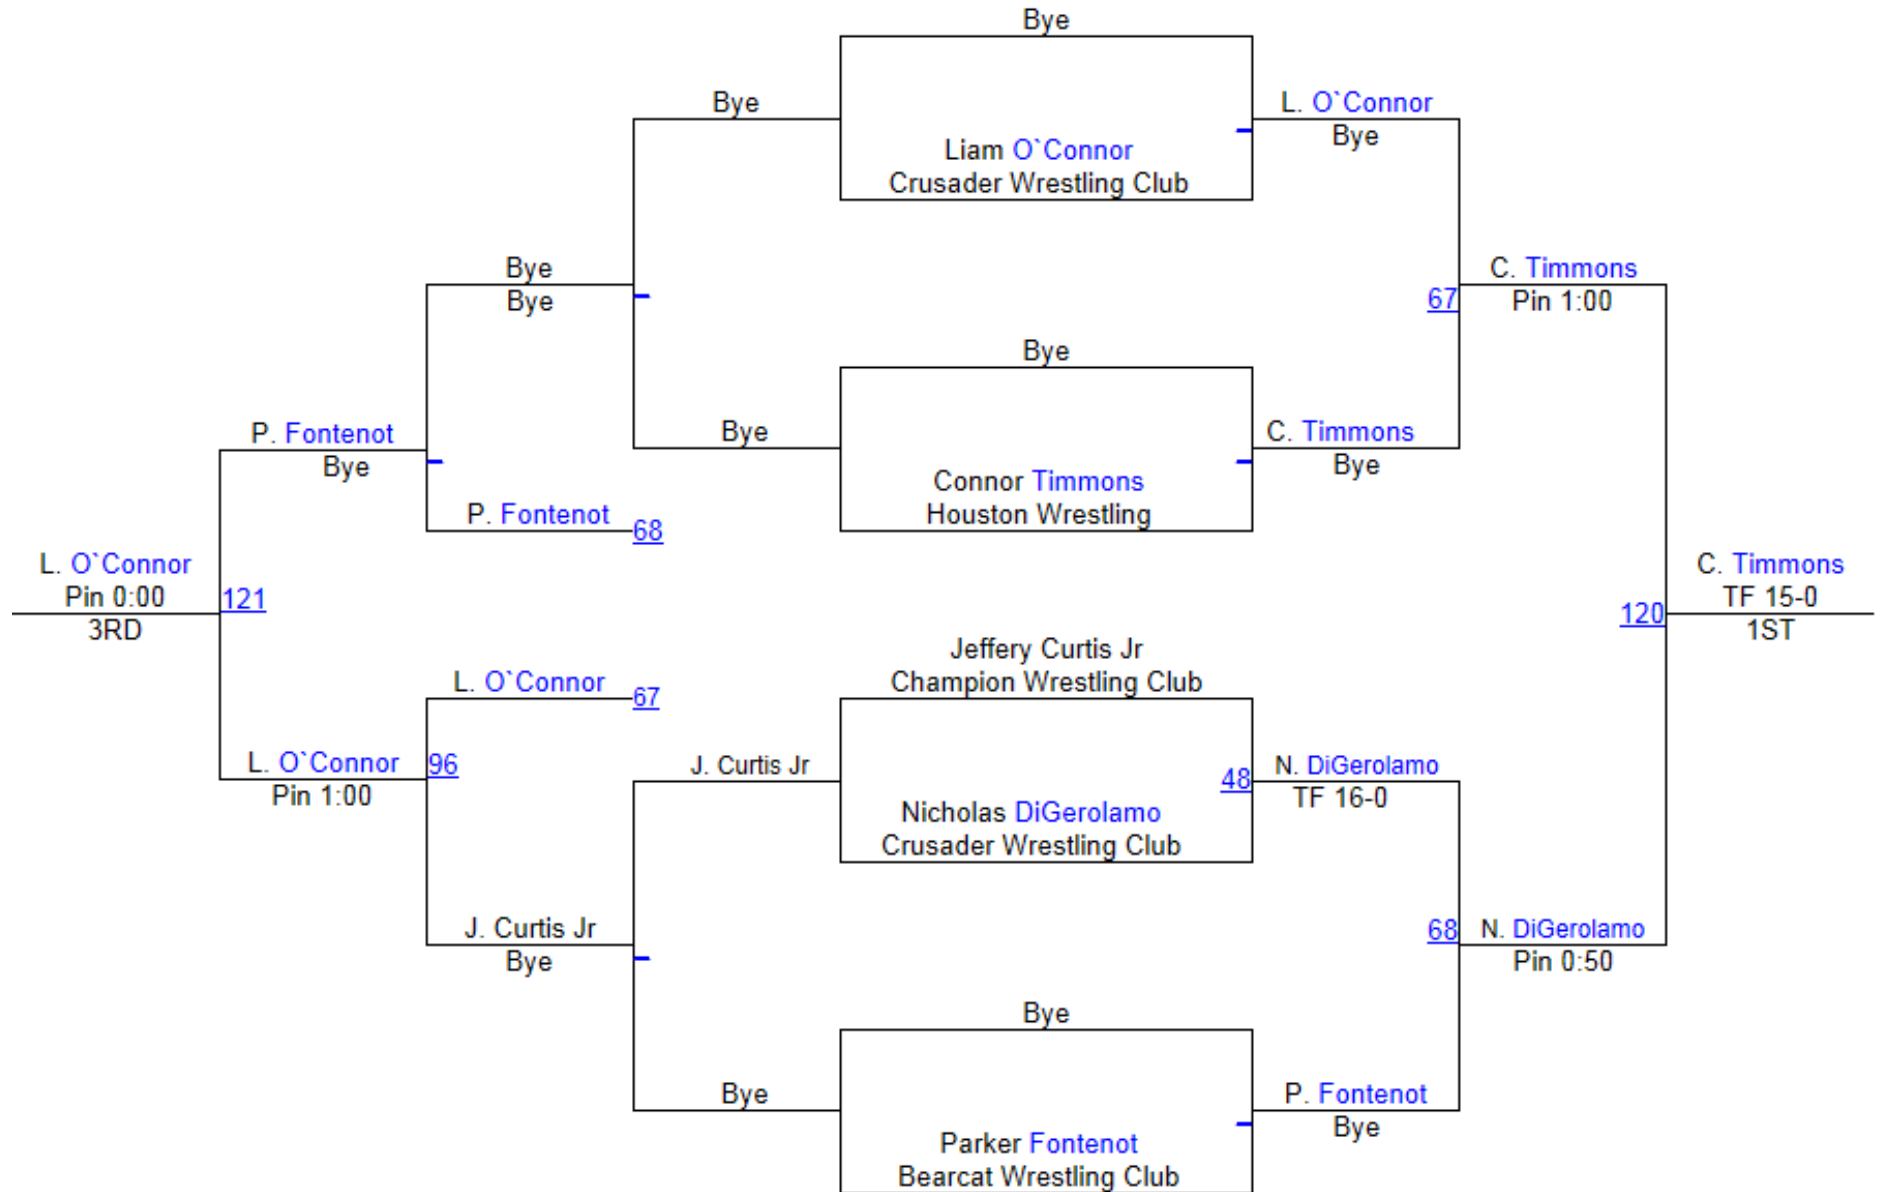 Bye
Bye
L. O`Connor
Bye
Liam O`Connor
Crusader Wrestling Club
Bye
Bye
C. Timmons
Pin 1:00
67
Bye
Bye
C. Timmons
Bye
P. Fontenot
Bye
Connor Timmons
Houston Wrestling
P. Fontenot
68
L. O`Connor
Pin 0:00
3RD
121
C. Timmons
TF 15-0
1ST
120
Jeffery Curtis Jr
Champion Wrestling Club
L. O`Connor
67
L. O`Connor
Pin 1:00
96
J. Curtis Jr
48
N. DiGerolamo
TF 16-0
Nicholas DiGerolamo
Crusader Wrestling Club
J. Curtis Jr
Bye
68
N. DiGerolamo
Pin 0:50
Bye
Bye
P. Fontenot
Bye
Parker Fontenot
Bearcat Wrestling Club